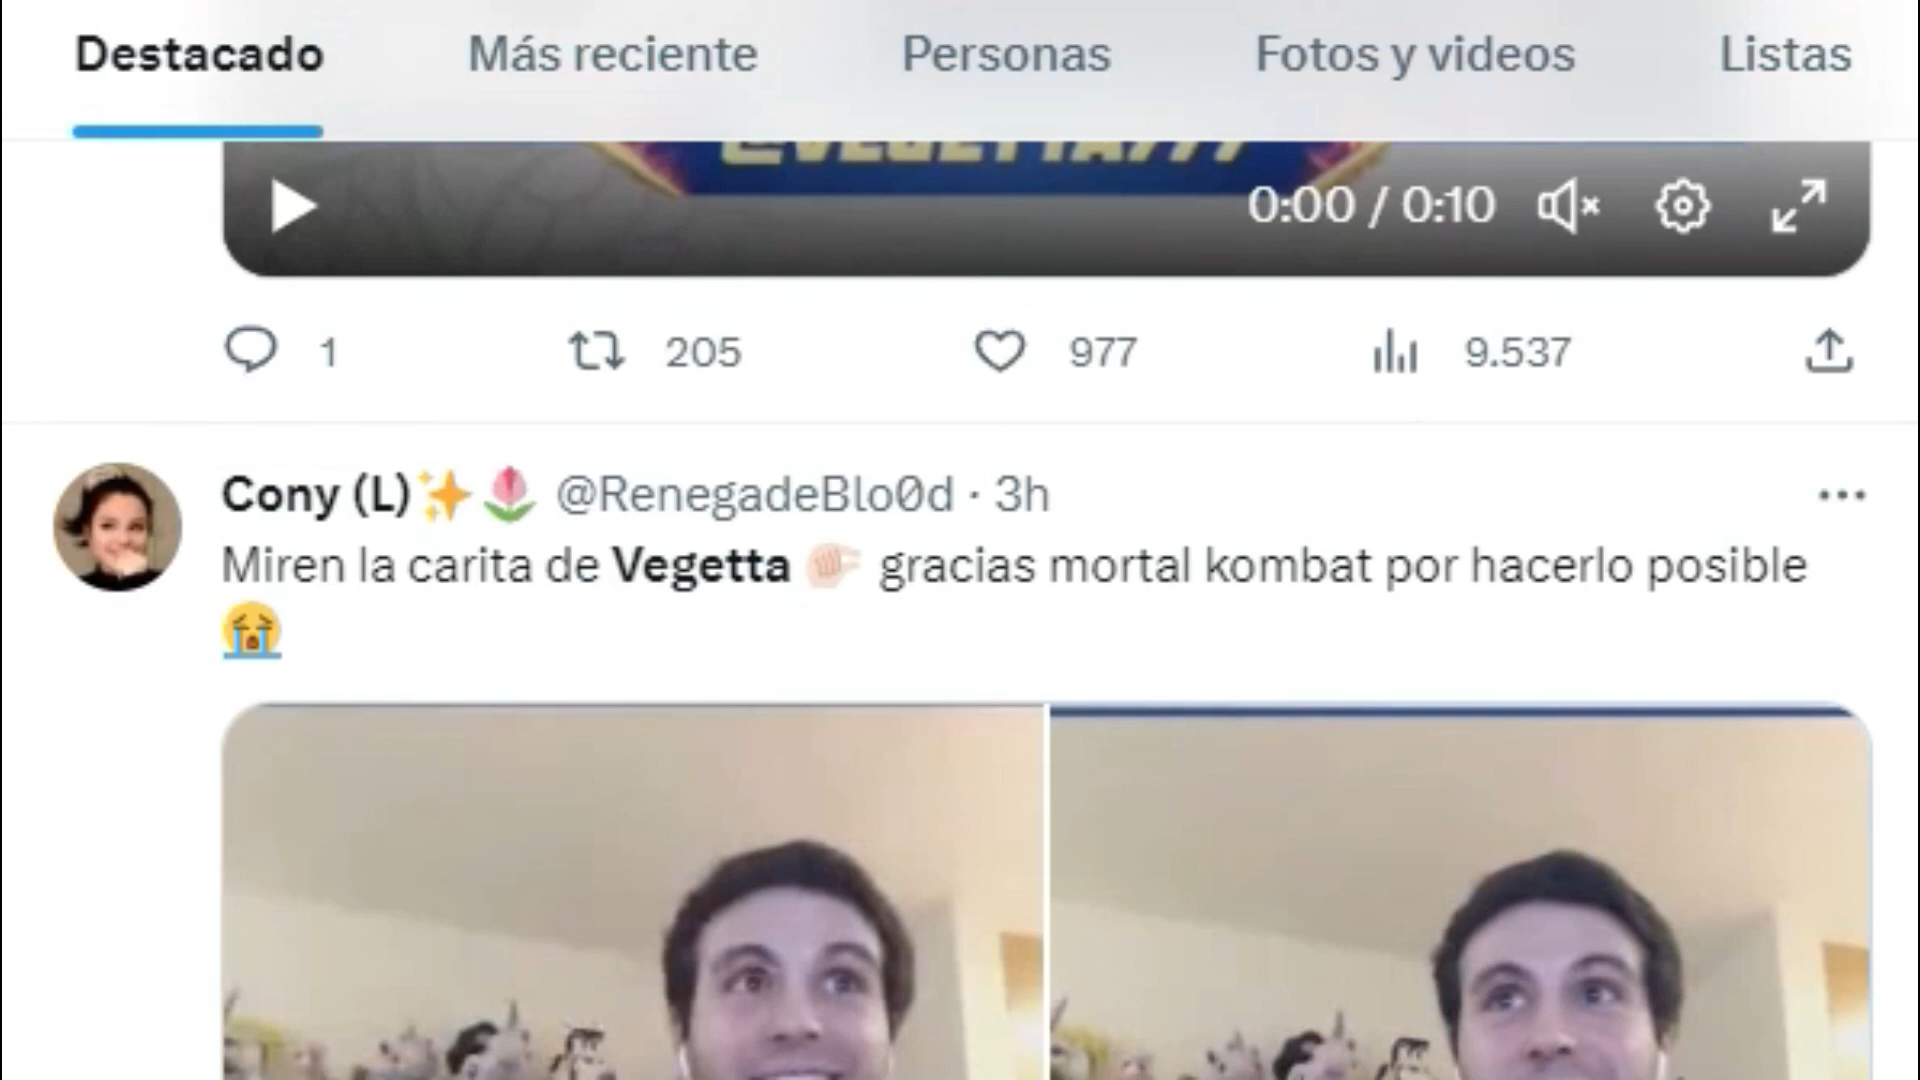 Destacado Más reciente Personas Fotos y videos Listas
@VEGETTA777
0:00 / 0:10
1 205 977 9.537
Cony (L)✨🌷 @RenegadeBlo0d · 3h
Miren la carita de Vegetta 🤏🏻 gracias mortal kombat por hacerlo posible
😭